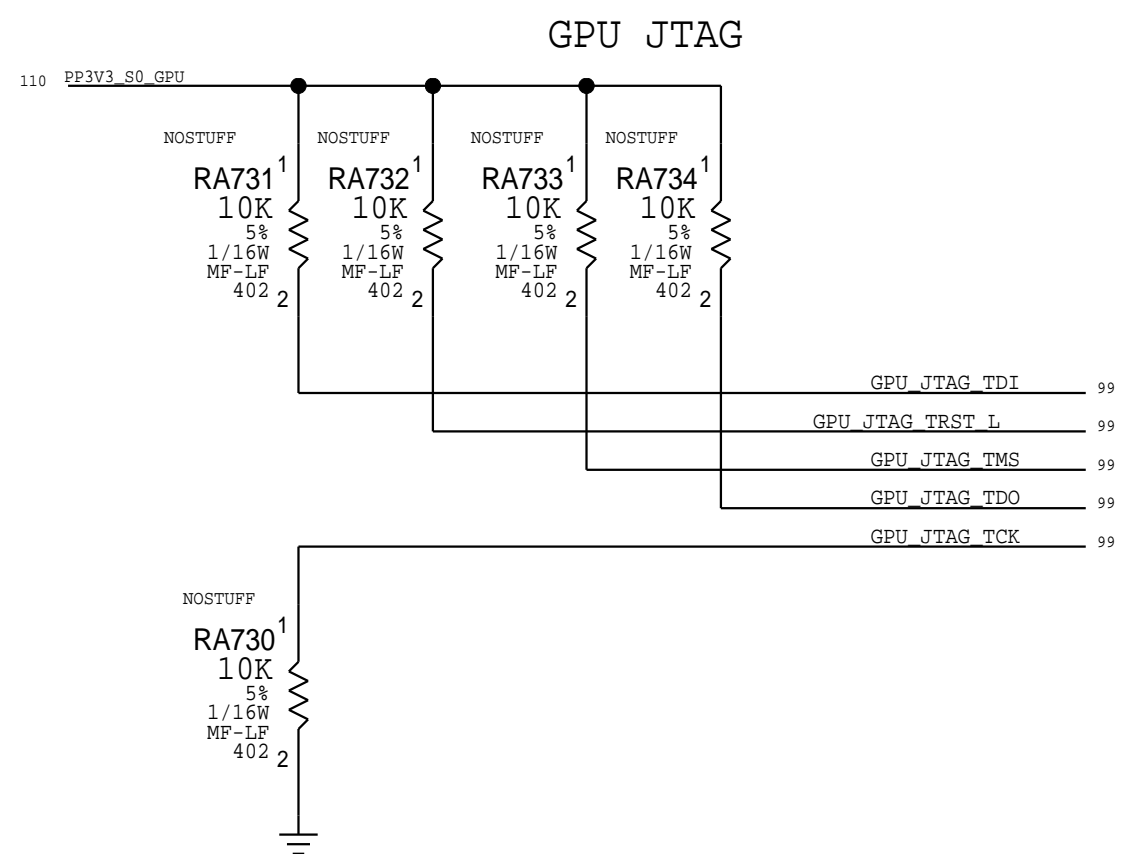 GPU JTAG
110 PP3V3_S0_GPU
NOSTUFF NOSTUFF NOSTUFF NOSTUFF
RA731 1 RA732 1 RA733 1 RA734 1
10K 10K 10K 10K
5% 5% 5% 5%
1/16W 1/16W 1/16W 1/16W
MF-LF MF-LF MF-LF MF-LF
402 2 402 2 402 2 402 2
GPU_JTAG_TDI 99
GPU_JTAG_TRST_L 99
GPU_JTAG_TMS 99
GPU_JTAG_TDO 99
GPU_JTAG_TCK 99
NOSTUFF
RA730 1
10K
5%
1/16W
MF-LF
402 2